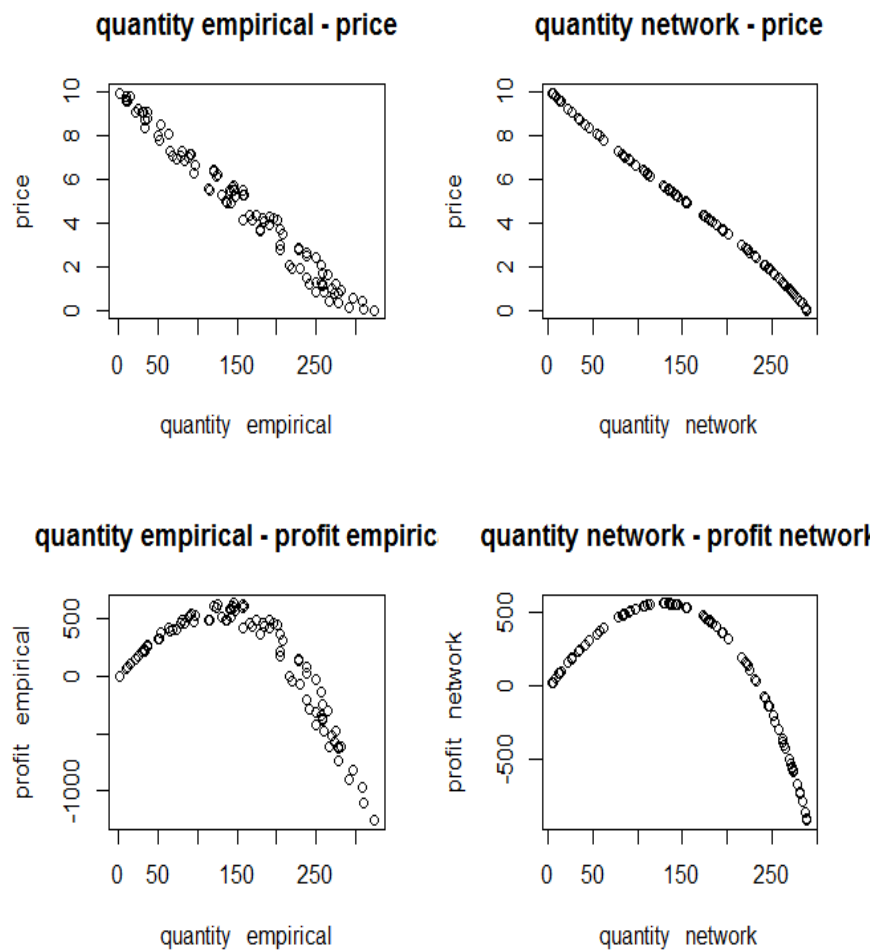 quantity empirical - price
price
10
8
6
4
2
0
0 50 150 250
quantity empirical
quantity network - price
price
10
8
6
4
2
0
0 50 150 250
quantity network
quantity empirical - profit empiric
profit empirical
500
0
-1000
0 50 150 250
quantity empirical
quantity network - profit network
profit network
500
0
-500
0 50 150 250
quantity network